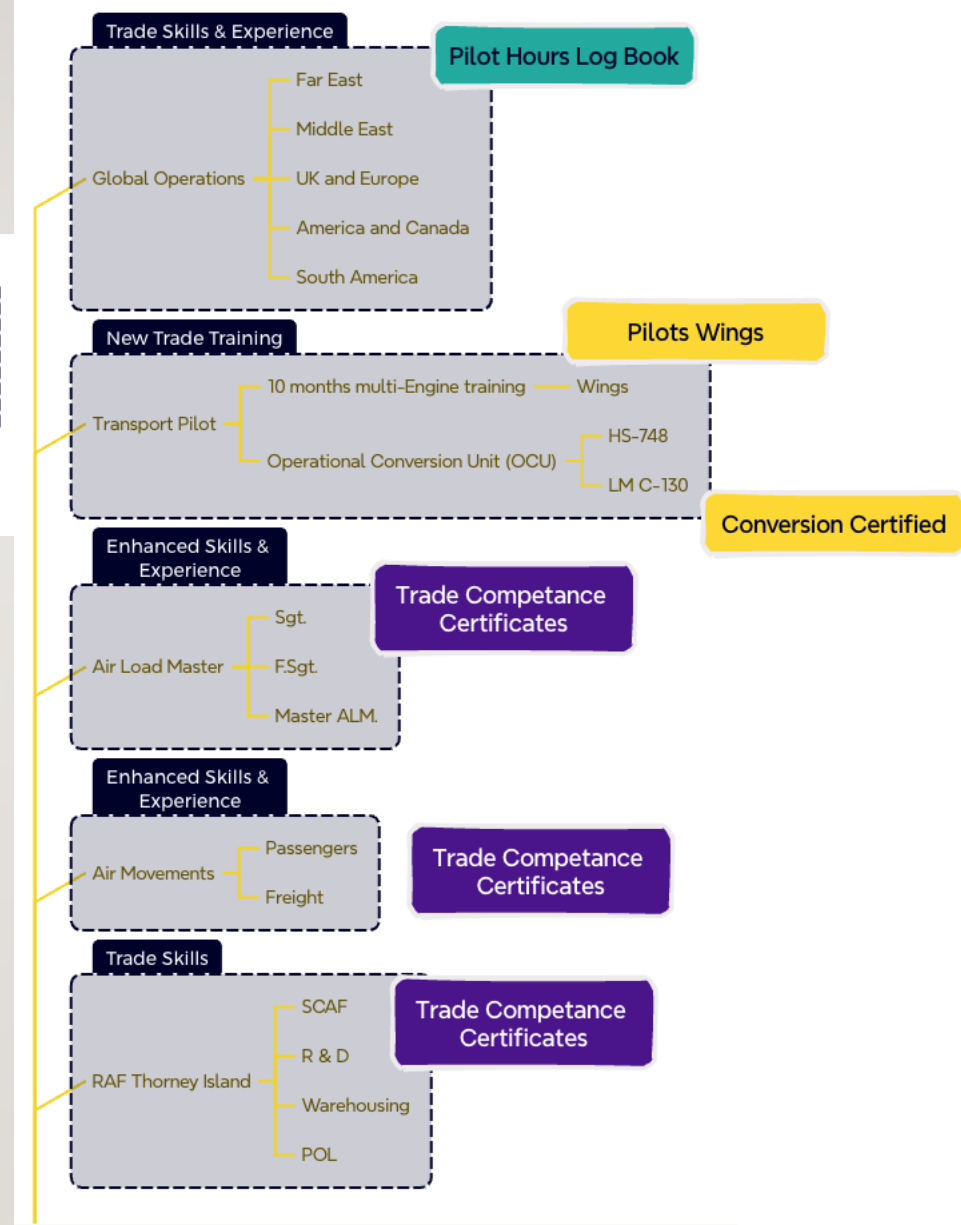 Trade Skills & Experience
Pilot Hours Log Book
Global Operations
Far East
Middle East
UK and Europe
America and Canada
South America
New Trade Training
Pilots Wings
Transport Pilot
10 months multi-Engine training
Wings
Operational Conversion Unit (OCU)
HS-748
LM C-130
Conversion Certified
Enhanced Skills &
Experience
Trade Competance
Certificates
Air Load Master
Sgt.
F.Sgt.
Master ALM.
Enhanced Skills &
Experience
Trade Competance
Certificates
Air Movements
Passengers
Freight
Trade Skills
Trade Competance
Certificates
RAF Thorney Island
SCAF
R & D
Warehousing
POL